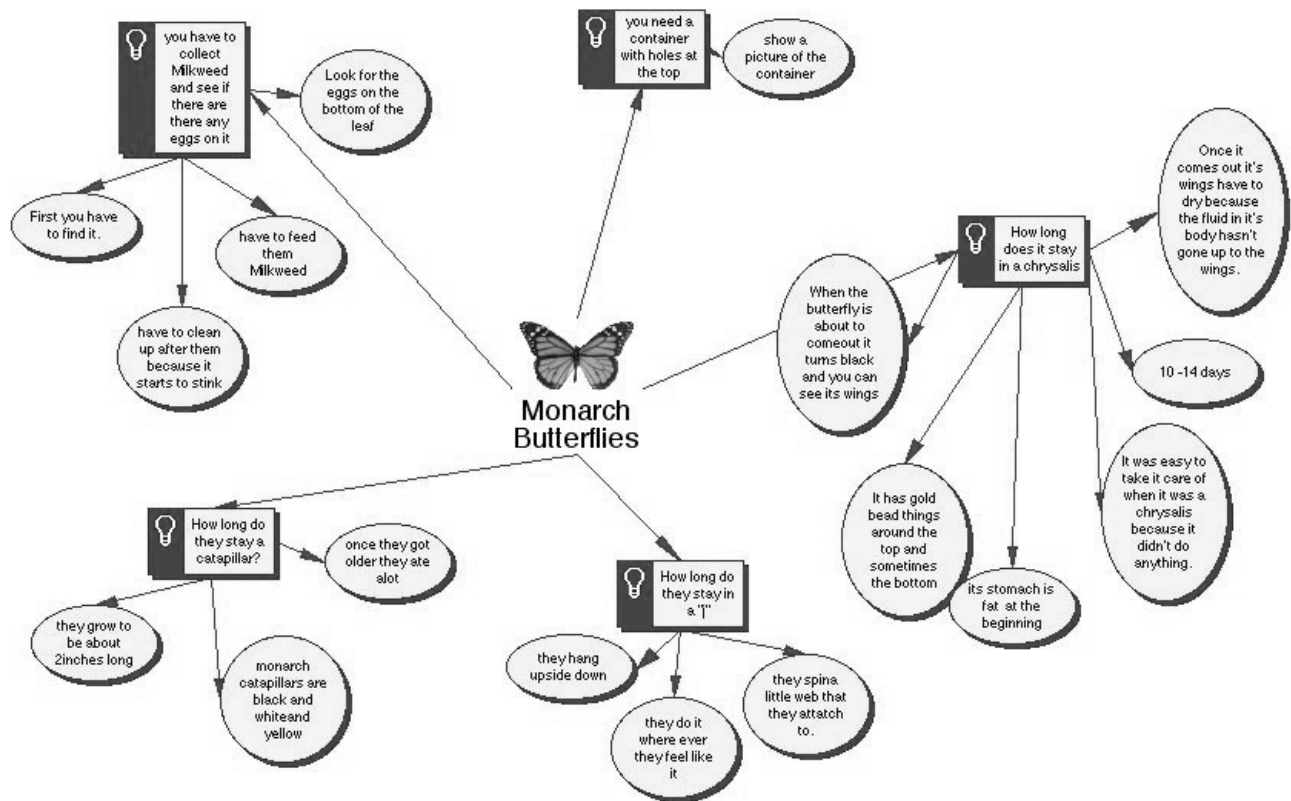 you have to
collect
Milkweed
and see if
there are
there any
eggs on it
Look for the
eggs on the
bottom of the
leaf
First you have
to find it.
have to feed
them
Milkweed
have to clean
up after them
because it
starts to stink
you need a
container
with holes at
the top
show a
picture of the
container
Monarch
Butterflies
How long
does it stay
in a chrysalis
Once it
comes out it's
wings have to
dry because
the fluid in it's
body hasn't
gone up to the
wings.
When the
butterfly is
about to
comeout it
turns black
and you can
see its wings
10 -14 days
It has gold
bead things
around the
top and
sometimes
the bottom
its stomach is
fat at the
beginning
It was easy to
take it care of
when it was a
chrysalis
because it
didn't do
anything.
How long do
they stay a
catapillar?
once they got
older they ate
alot
they grow to
be about
2inches long
monarch
catapillars are
black and
whiteand
yellow
How long do
they stay in
a "j"
they hang
upside down
they do it
where ever
they feel like
it
they spina
little web that
they attatch
to.